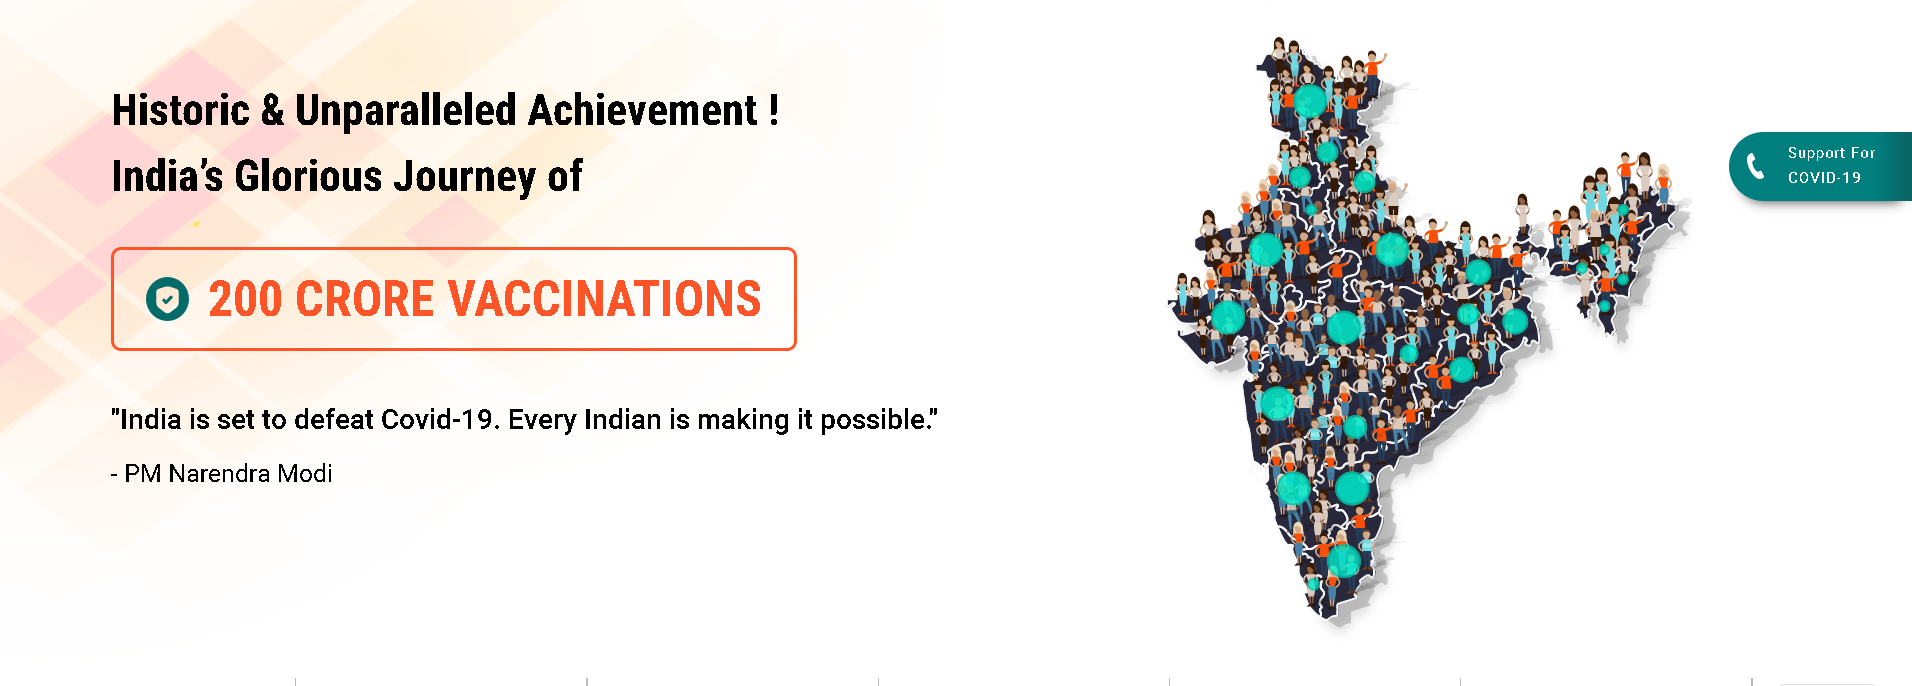 Historic & Unparalleled Achievement !
India’s Glorious Journey of
200 CRORE VACCINATIONS
"India is set to defeat Covid-19. Every Indian is making it possible."
- PM Narendra Modi
Support For
COVID-19